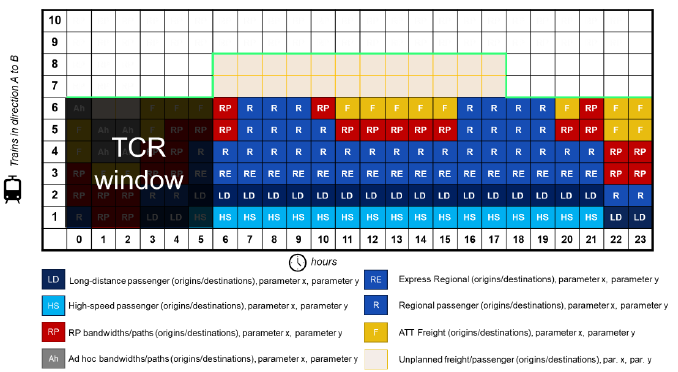 Trains in direction A to B
10
9
8
7
6 Ah F F F RP R R R RP F F F F F R R R R F RP F F
5 Ah Ah RP RP RP R R R R RP RP RP RP RP R R R R RP RP F F
4 Ah RP R R R R R R R R R R R R R R R R R RP RP
TCR
3 RP RE RE RE RE RE RE RE RE RE RE RE RE RE RE RE RE RE RP RP
window
2 RP RP RP LD LD LD LD LD LD LD LD LD LD LD LD LD LD LD LD LD R R
1 R RP RP LD LD HS HS HS HS HS HS HS HS HS HS HS HS HS HS HS HS HS LD LD
0 1 2 3 4 5 6 7 8 9 10 11 12 13 14 15 16 17 18 19 20 21 22 23
hours
LD Long-distance passenger (origins/destinations), parameter x, parameter y
RE Express Regional (origins/destinations), parameter x, parameter y
HS High-speed passenger (origins/destinations), parameter x, parameter y
R Regional passenger (origins/destinations), parameter x, parameter y
RP RP bandwidths/paths (origins/destinations), parameter x, parameter y
F ATT Freight (origins/destinations), parameter x, parameter y
Ah Ad hoc bandwidths/paths (origins/destinations), parameter x, parameter y
Unplanned freight/passenger (origins/destinations), par. x, par. y